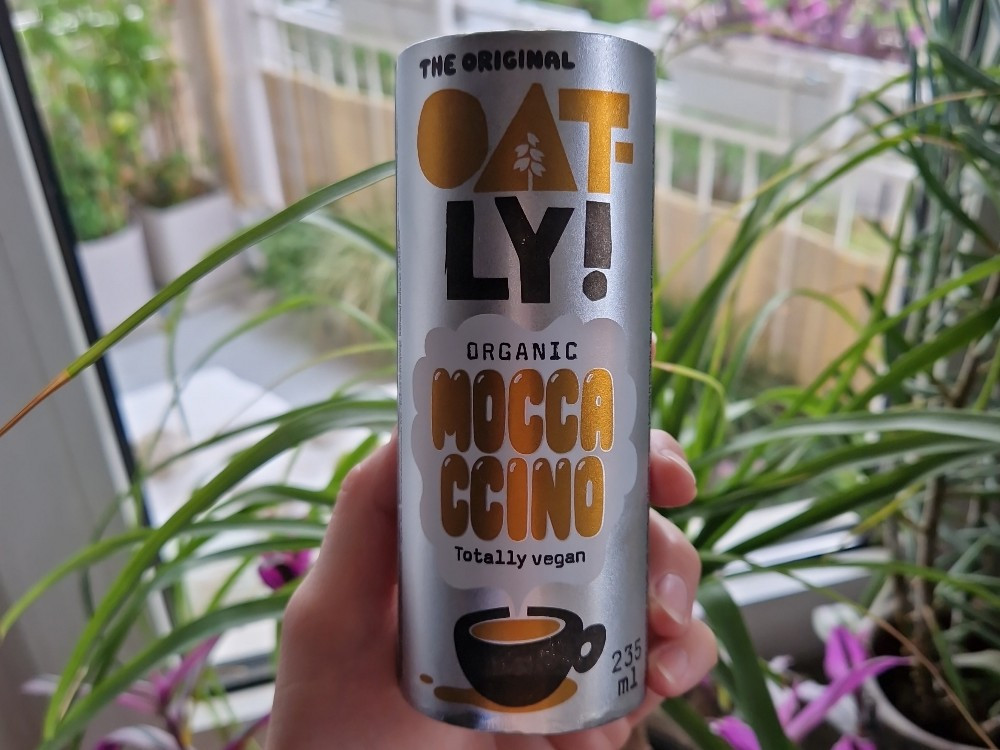 THE ORIGINAL
OAT-
LY!
ORGANIC
MOCCA
CCINO
Totally vegan
235
ml